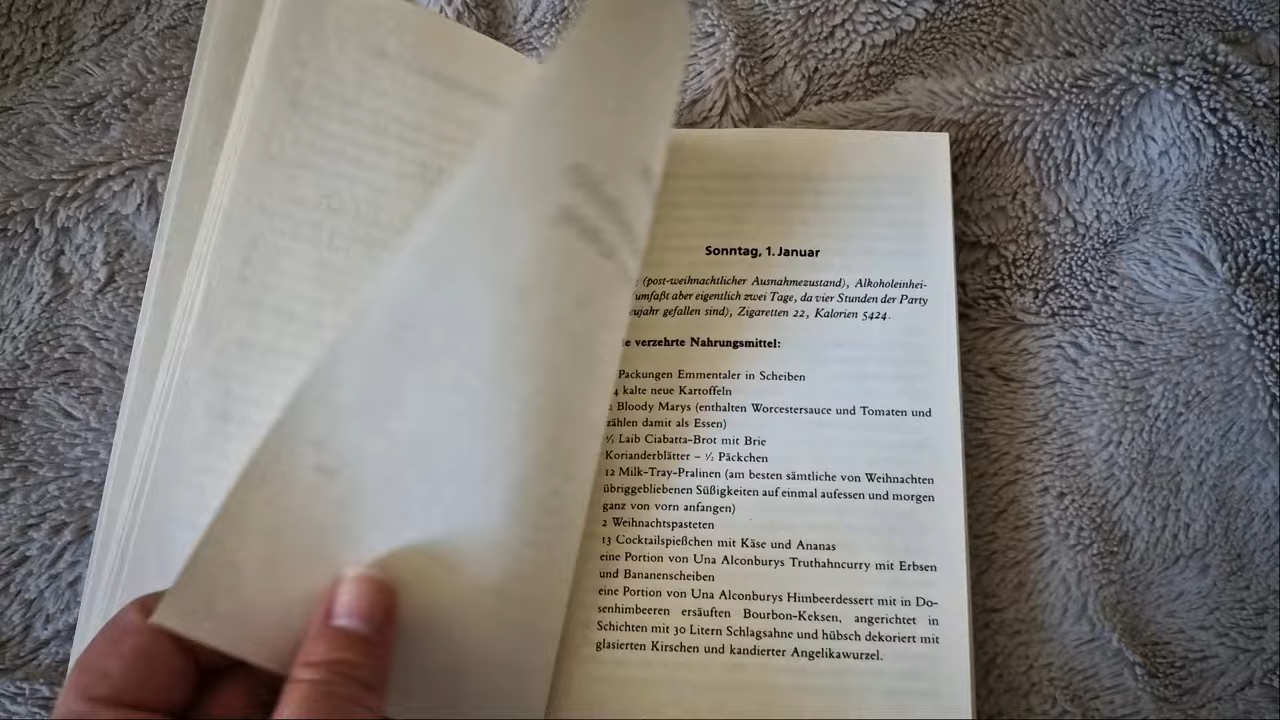 Sonntag, 1. Januar
(post-weihnachtlicher Ausnahmezustand), Alkoholeinhei-
umfaßt aber eigentlich zwei Tage, da vier Stunden der Party
gefallen sind), Zigaretten 22, Kalorien 5424.
verzehrte Nahrungsmittel:
Packungen Emmentaler in Scheiben
kalte neue Kartoffeln
Bloody Marys (enthalten Worcestersauce und Tomaten und
zählen damit als Essen)
Laib Ciabatta-Brot mit Brie
Korianderblätter – ½ Päckchen
12 Milk-Tray-Pralinen (am besten sämtliche von Weihnachten
übriggebliebenen Süßigkeiten auf einmal aufessen und morgen
ganz von vorn anfangen)
2 Weihnachtspasteten
13 Cocktailspießchen mit Käse und Ananas
eine Portion von Una Alconburys Truthahncurry mit Erbsen
und Bananenscheiben
eine Portion von Una Alconburys Himbeerdessert mit in Do-
senhimbeeren ersäuften Bourbon-Keksen, angerichtet in
Schichten mit 30 Litern Schlagsahne und hübsch dekoriert mit
glasierten Kirschen und kandierter Angelikawurzel.